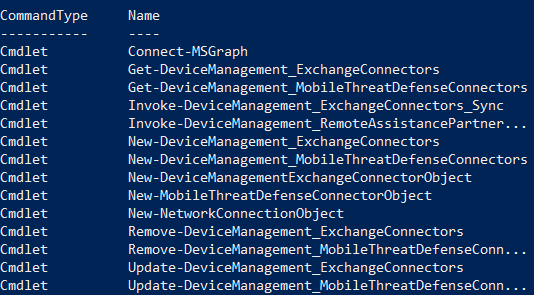 CommandType     Name
-----------     ----
Cmdlet          Connect-MSGraph
Cmdlet          Get-DeviceManagement_ExchangeConnectors
Cmdlet          Get-DeviceManagement_MobileThreatDefenseConnectors
Cmdlet          Invoke-DeviceManagement_ExchangeConnectors_Sync
Cmdlet          Invoke-DeviceManagement_RemoteAssistancePartner...
Cmdlet          New-DeviceManagement_ExchangeConnectors
Cmdlet          New-DeviceManagement_MobileThreatDefenseConnectors
Cmdlet          New-DeviceManagementExchangeConnectorObject
Cmdlet          New-MobileThreatDefenseConnectorObject
Cmdlet          New-NetworkConnectionObject
Cmdlet          Remove-DeviceManagement_ExchangeConnectors
Cmdlet          Remove-DeviceManagement_MobileThreatDefenseConn...
Cmdlet          Update-DeviceManagement_ExchangeConnectors
Cmdlet          Update-DeviceManagement_MobileThreatDefenseConn...